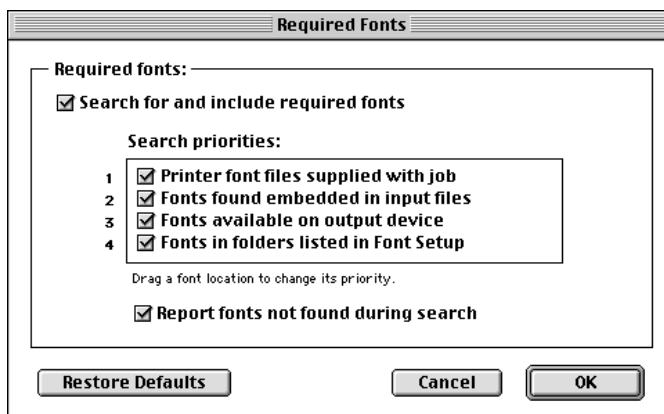 Required Fonts
Required fonts:
Search for and include required fonts
Search priorities:
1 Printer font files supplied with job
2 Fonts found embedded in input files
3 Fonts available on output device
4 Fonts in folders listed in Font Setup
Drag a font location to change its priority.
Report fonts not found during search
Restore Defaults Cancel OK